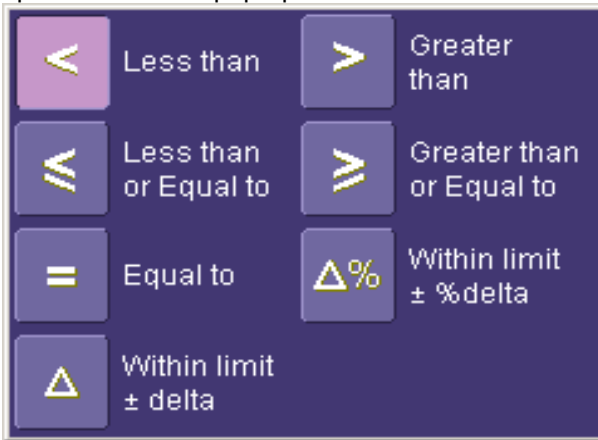 < Less than
> Greater
than
≤ Less than
or Equal to
≥ Greater than
or Equal to
= Equal to
Δ% Within limit
± %delta
Δ Within limit
± delta